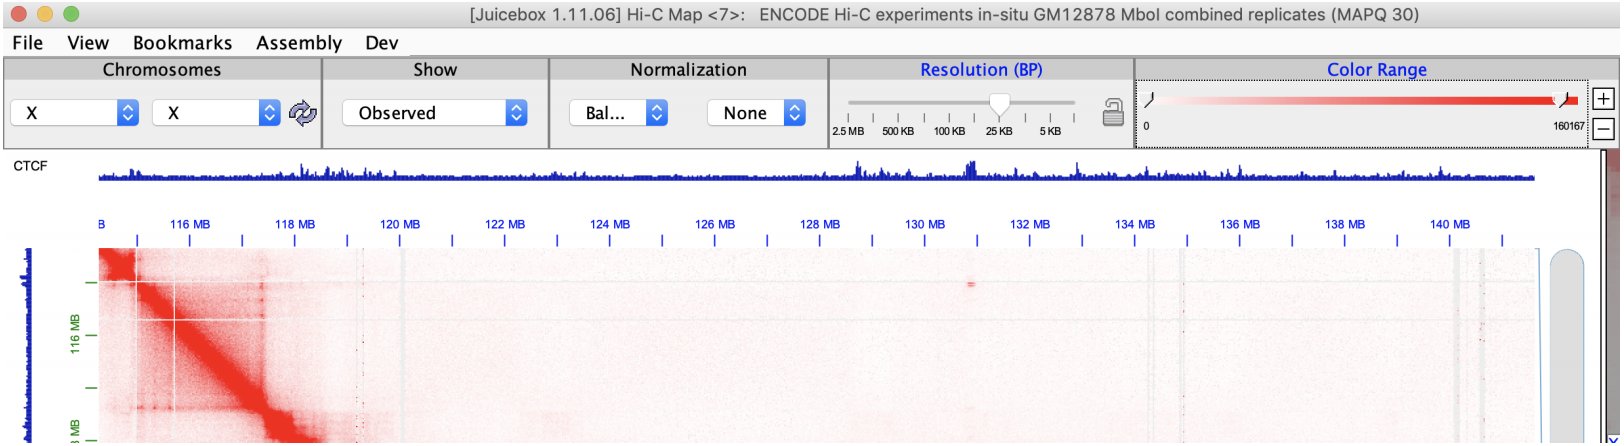 [Juicebox 1.11.06] Hi-C Map <7>: ENCODE Hi-C experiments in-situ GM12878 MboI combined replicates (MAPQ 30)
File View Bookmarks Assembly Dev
Chromosomes Show Normalization Resolution (BP) Color Range
X X Observed Bal... None
2.5 MB 500 KB 100 KB 25 KB 5 KB 0 160167
CTCF
B 116 MB 118 MB 120 MB 122 MB 124 MB 126 MB 128 MB 130 MB 132 MB 134 MB 136 MB 138 MB 140 MB
116 MB
8 MB